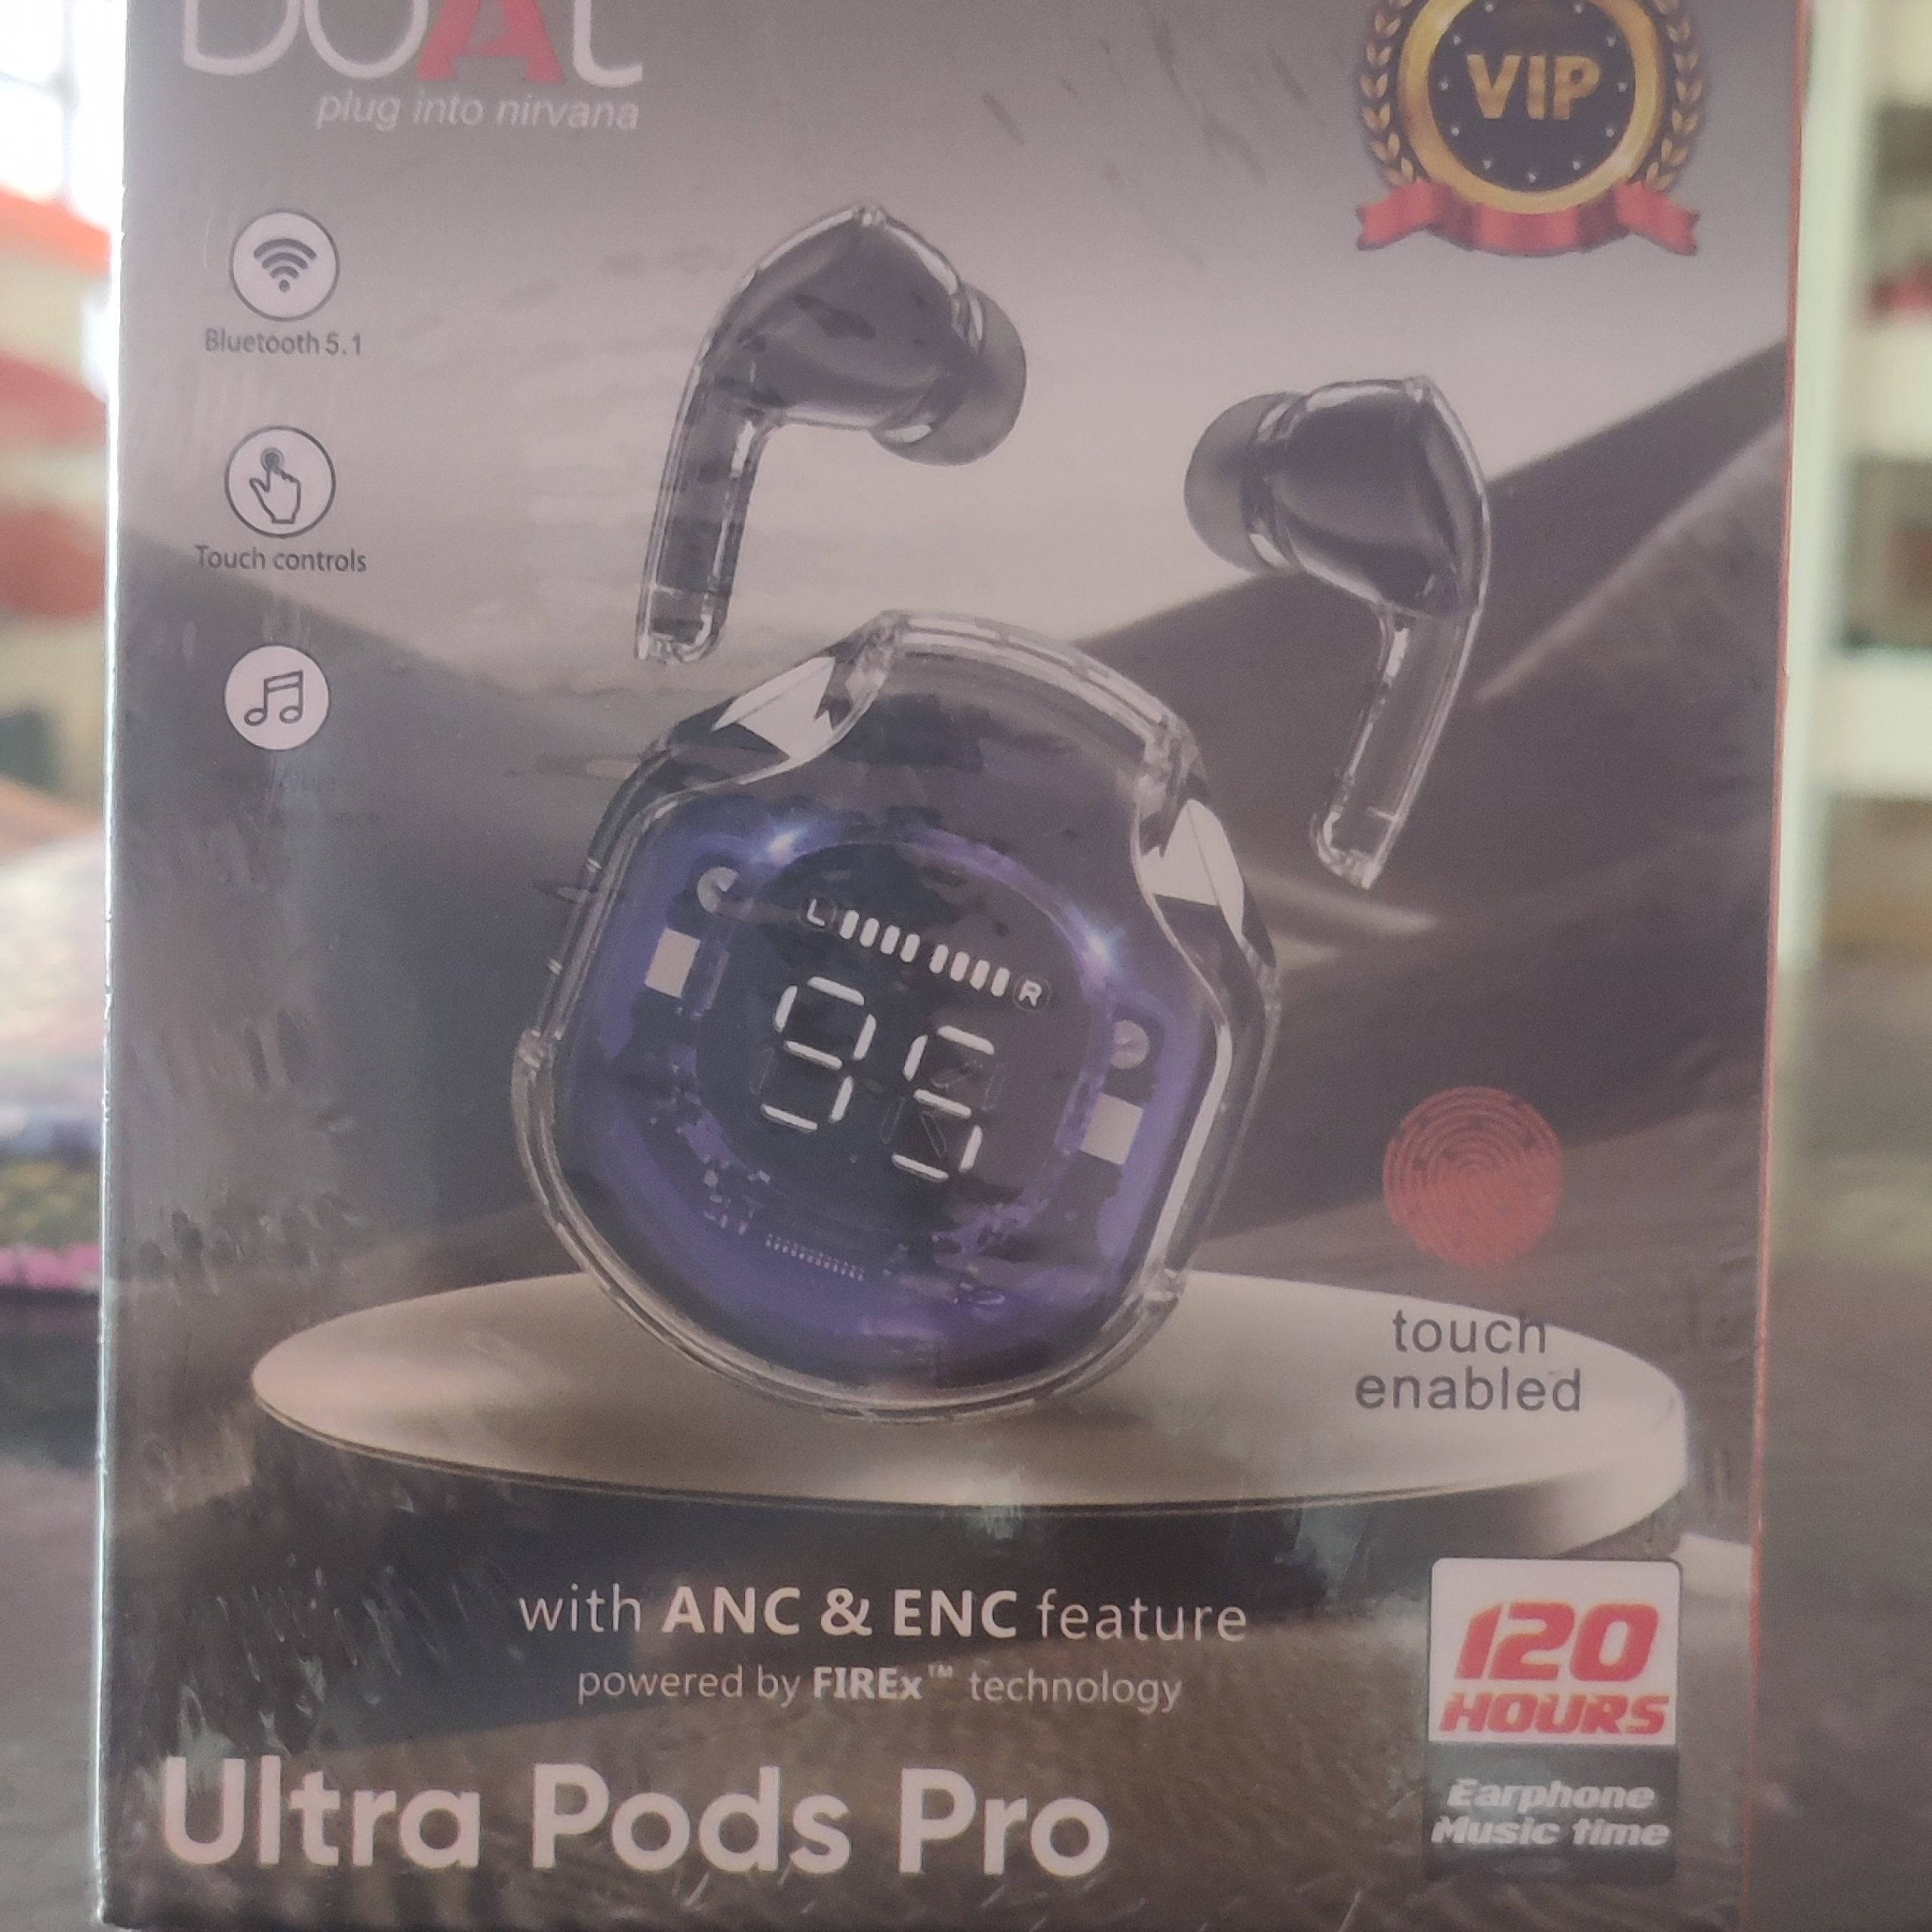 boAt
plug into nirvana
VIP
Bluetooth 5.1
Touch controls
L R
95
touch
enabled
with ANC & ENC feature
powered by FIREx™ technology
120
HOURS
Ultra Pods Pro
Earphone
Music time